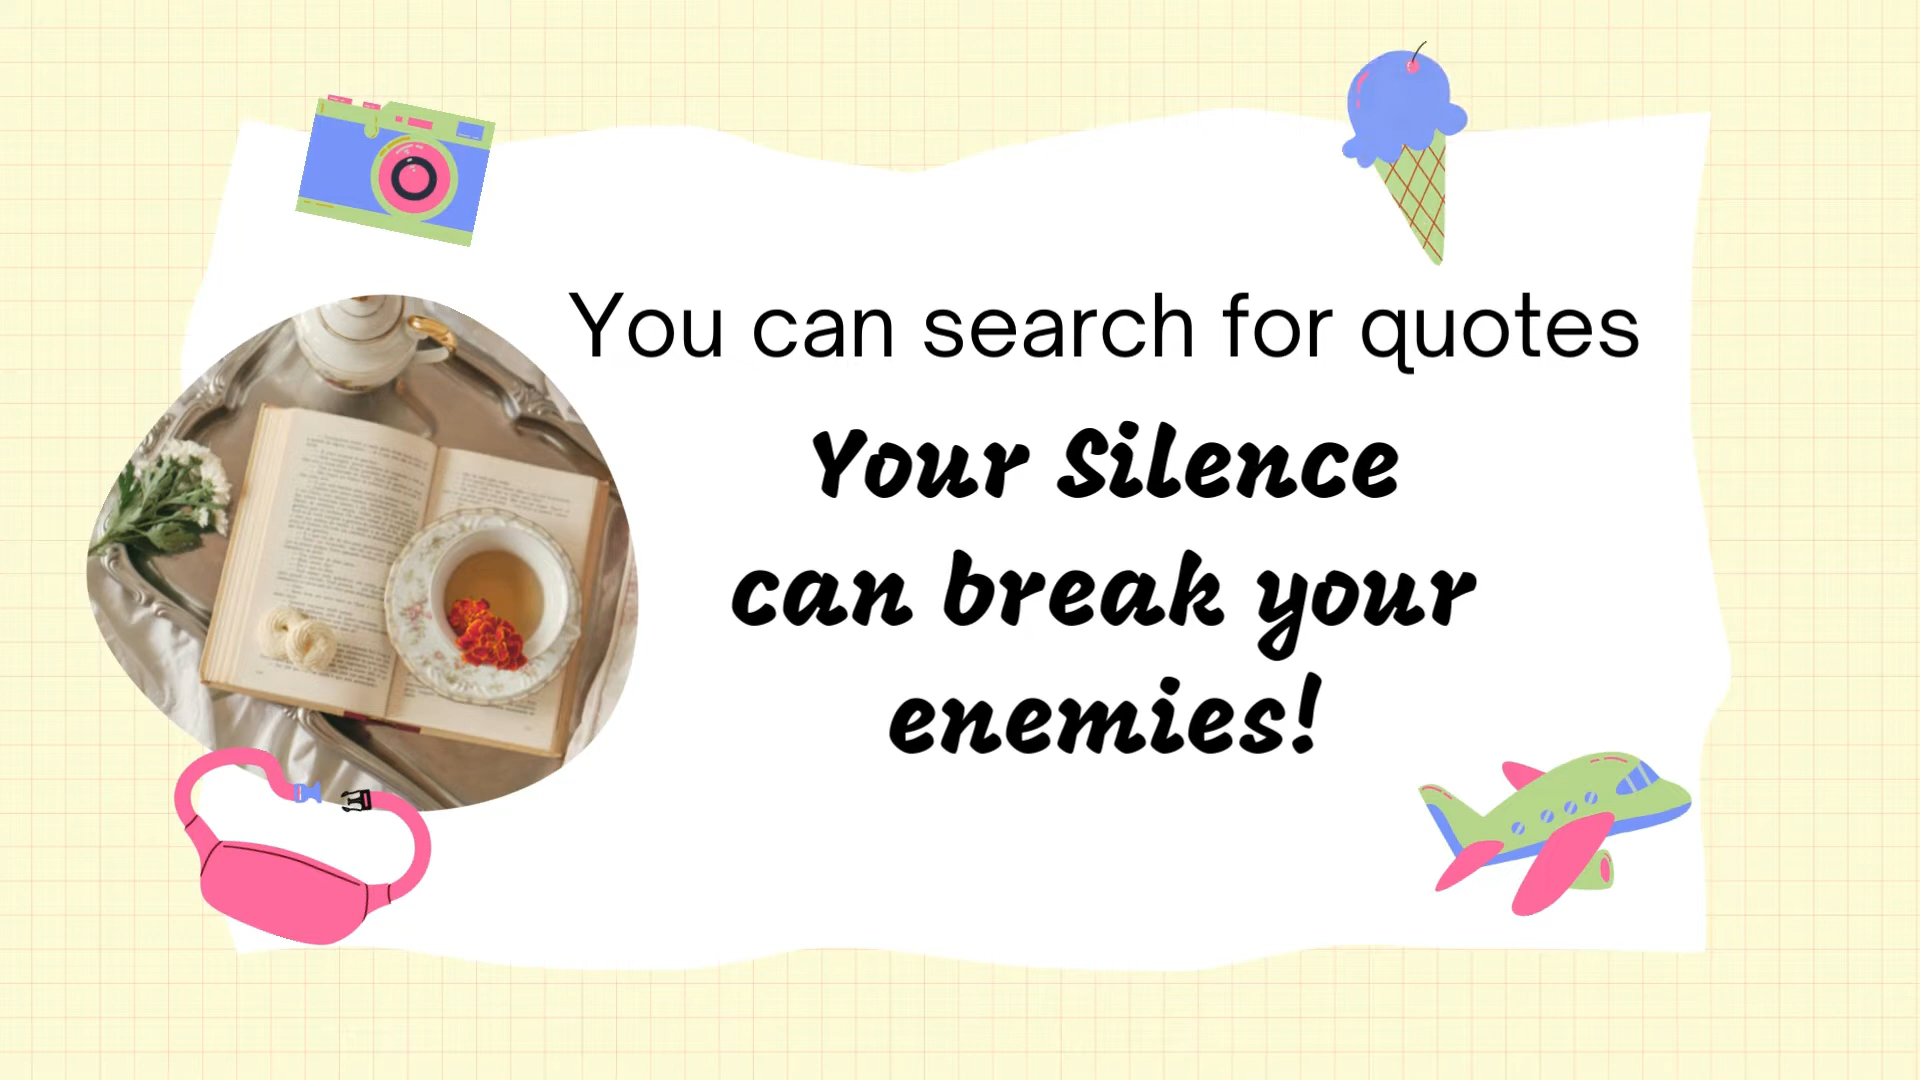 You can search for quotes
Your Silence
can break your
enemies!